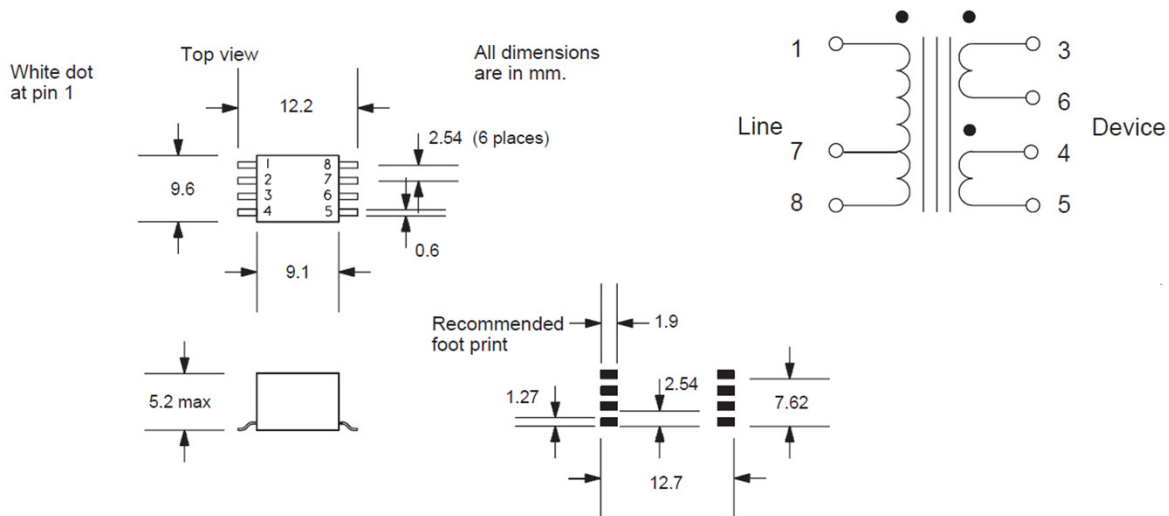 Top view
White dot
at pin 1
All dimensions
are in mm.
12.2
2.54 (6 places)
9.6
1 8
2 7
3 6
4 5
0.6
9.1
5.2 max
Recommended
foot print
1.9
1.27
2.54
7.62
12.7
1
3
6
Line
Device
7
4
8
5